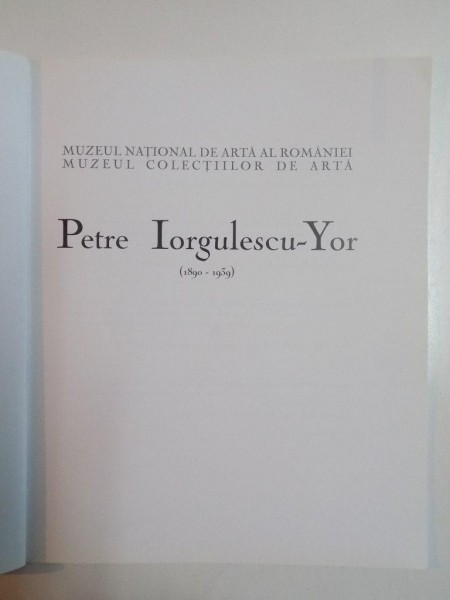 MUZEUL NAȚIONAL DE ARTĂ AL ROMÂNIEI
MUZEUL COLECȚIILOR DE ARTĂ
Petre Iorgulescu-Yor
(1890 - 1939)